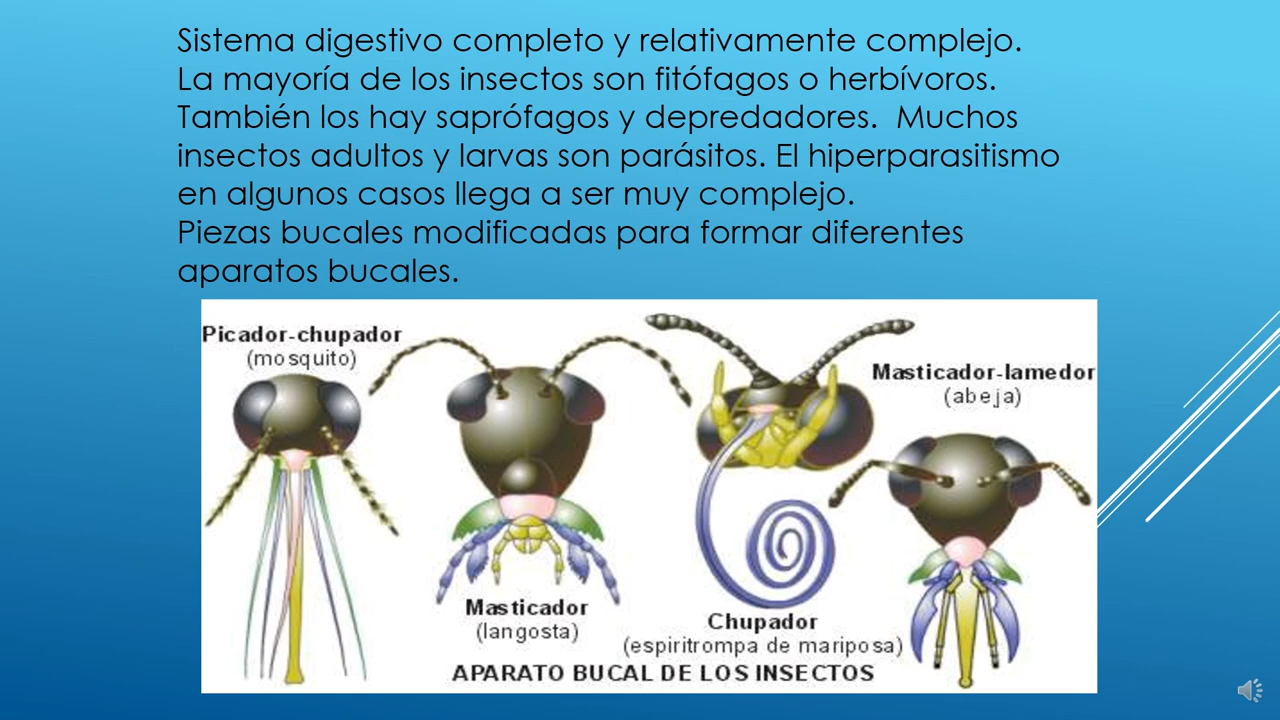 Sistema digestivo completo y relativamente complejo.
La mayoría de los insectos son fitófagos o herbívoros.
También los hay saprófagos y depredadores.  Muchos
insectos adultos y larvas son parásitos. El hiperparasitismo
en algunos casos llega a ser muy complejo.
Piezas bucales modificadas para formar diferentes
aparatos bucales.
Picador-chupador
(mosquito)
Masticador
(langosta)
Chupador
(espiritrompa de mariposa)
Masticador-lamedor
(abeja)
APARATO BUCAL DE LOS INSECTOS